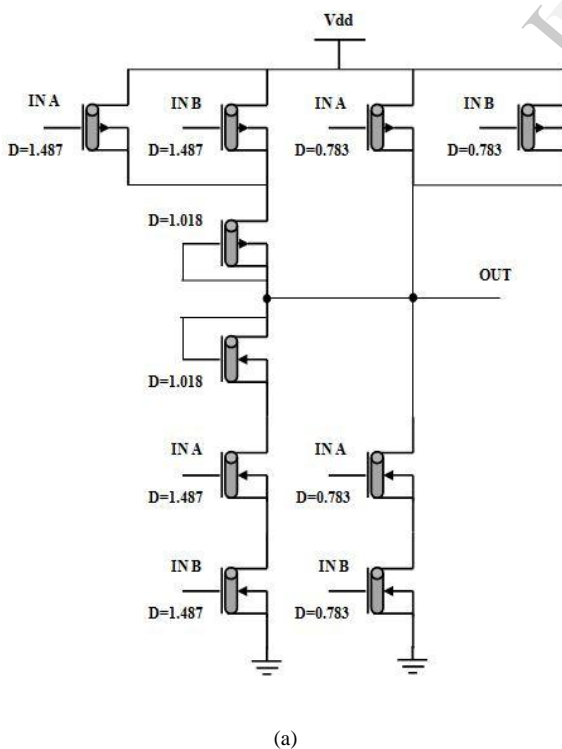 Vdd
IN A
IN B
IN A
IN B
D=1.487
D=1.487
D=0.783
D=0.783
D=1.018
OUT
D=1.018
IN A
IN A
D=1.487
D=0.783
IN B
IN B
D=1.487
D=0.783
(a)